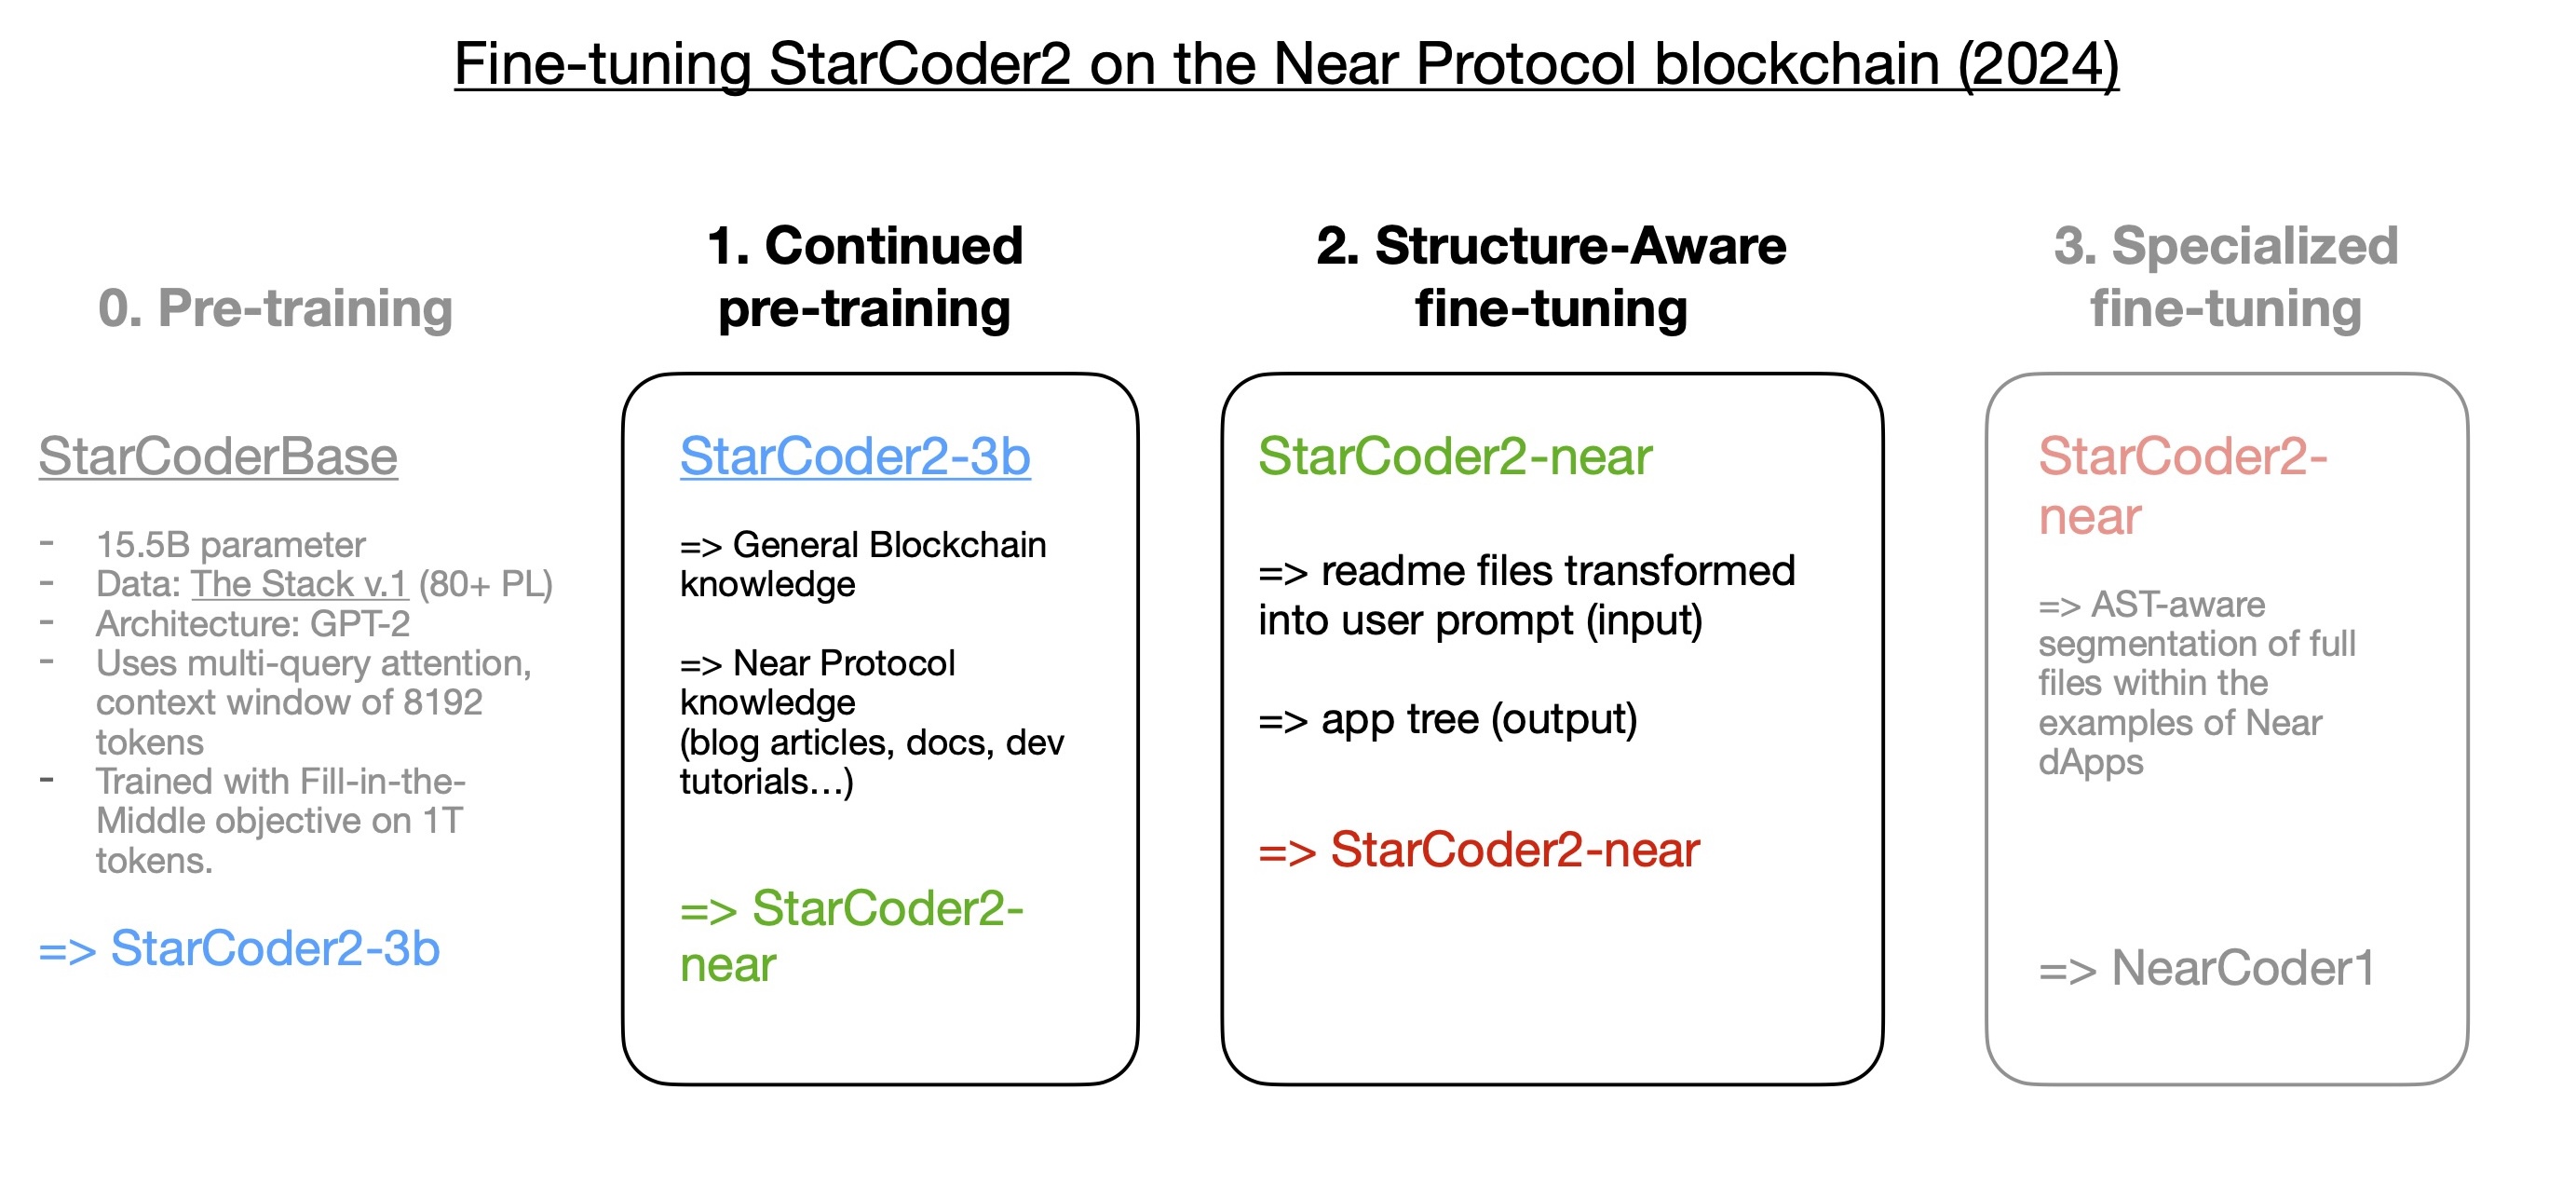 Fine-tuning StarCoder2 on the Near Protocol blockchain (2024)
0. Pre-training
StarCoderBase
- 15.5B parameter
- Data: The Stack v.1 (80+ PL)
- Architecture: GPT-2
- Uses multi-query attention,
context window of 8192
tokens
- Trained with Fill-in-the-
Middle objective on 1T
tokens.
=> StarCoder2-3b
1. Continued
pre-training
StarCoder2-3b
=> General Blockchain
knowledge
=> Near Protocol
knowledge
(blog articles, docs, dev
tutorials…)
=> StarCoder2-
near
2. Structure-Aware
fine-tuning
StarCoder2-near
=> readme files transformed
into user prompt (input)
=> app tree (output)
=> StarCoder2-near
3. Specialized
fine-tuning
StarCoder2-
near
=> AST-aware
segmentation of full
files within the
examples of Near
dApps
=> NearCoder1